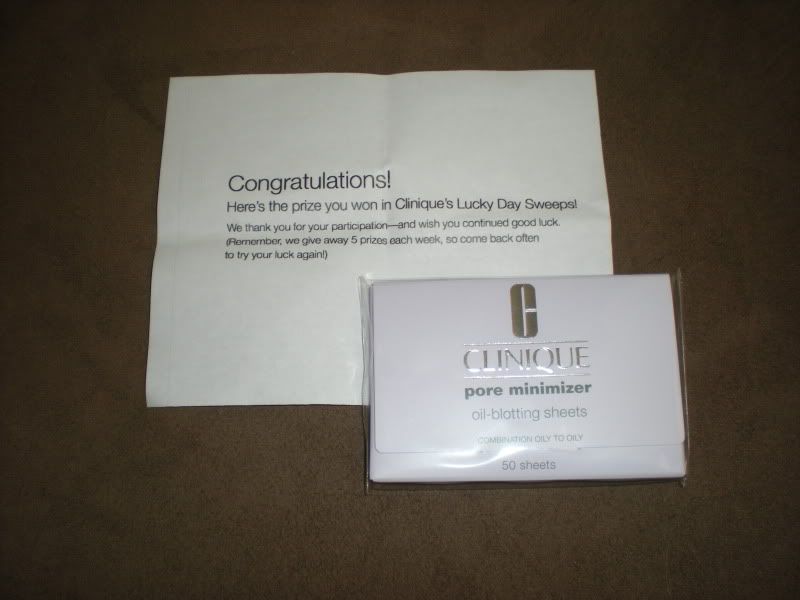 Congratulations!
Here's the prize you won in Clinique's Lucky Day Sweeps!
We thank you for your participation—and wish you continued good luck.
(Remember, we give away 5 prizes each week, so come back often
to try your luck again!)
C
CLINIQUE
pore minimizer
oil-blotting sheets
COMBINATION OILY TO OILY
50 sheets